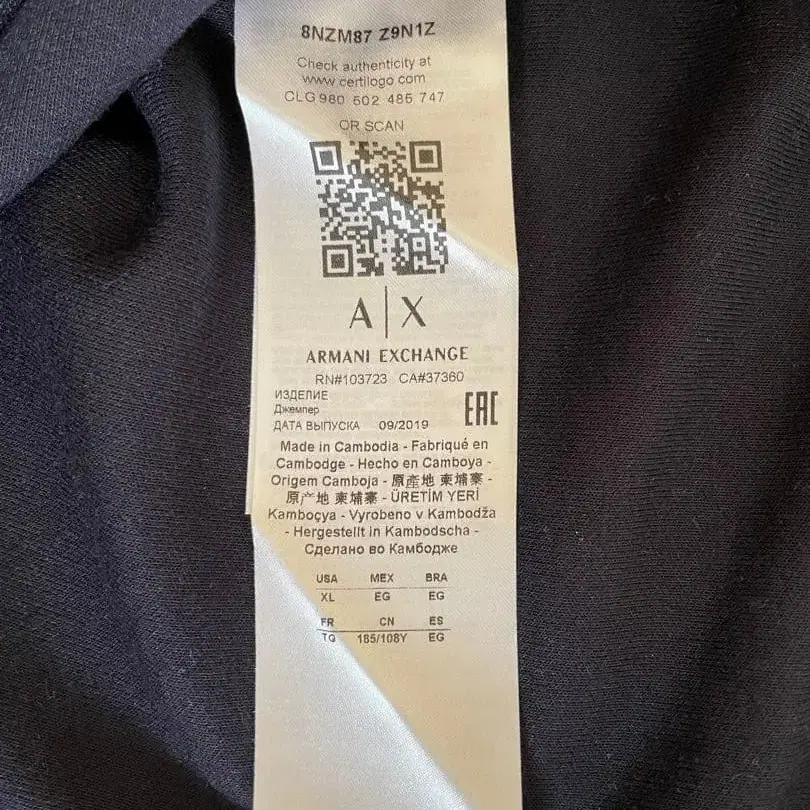 8NZM87 Z9N1Z
Check authenticity at
www.certilogo.com
CLG 980 502 485 747
OR SCAN
A|X
ARMANI EXCHANGE
RN#103723 CA#37360
ИЗДЕЛИЕ
Джемпер
ДАТА ВЫПУСКА 09/2019
EAC
Made in Cambodia - Fabriqué en
Cambodge - Hecho en Camboya -
Origem Camboja - 原產地 柬埔寨 -
原产地 柬埔寨 - ÜRETİM YERİ
Kamboçya - Vyrobeno v Kambodža
- Hergestellt in Kambodscha -
Сделано во Камбодже
USA MEX BRA
XL EG EG
FR CN ES
TG 185/108Y EG